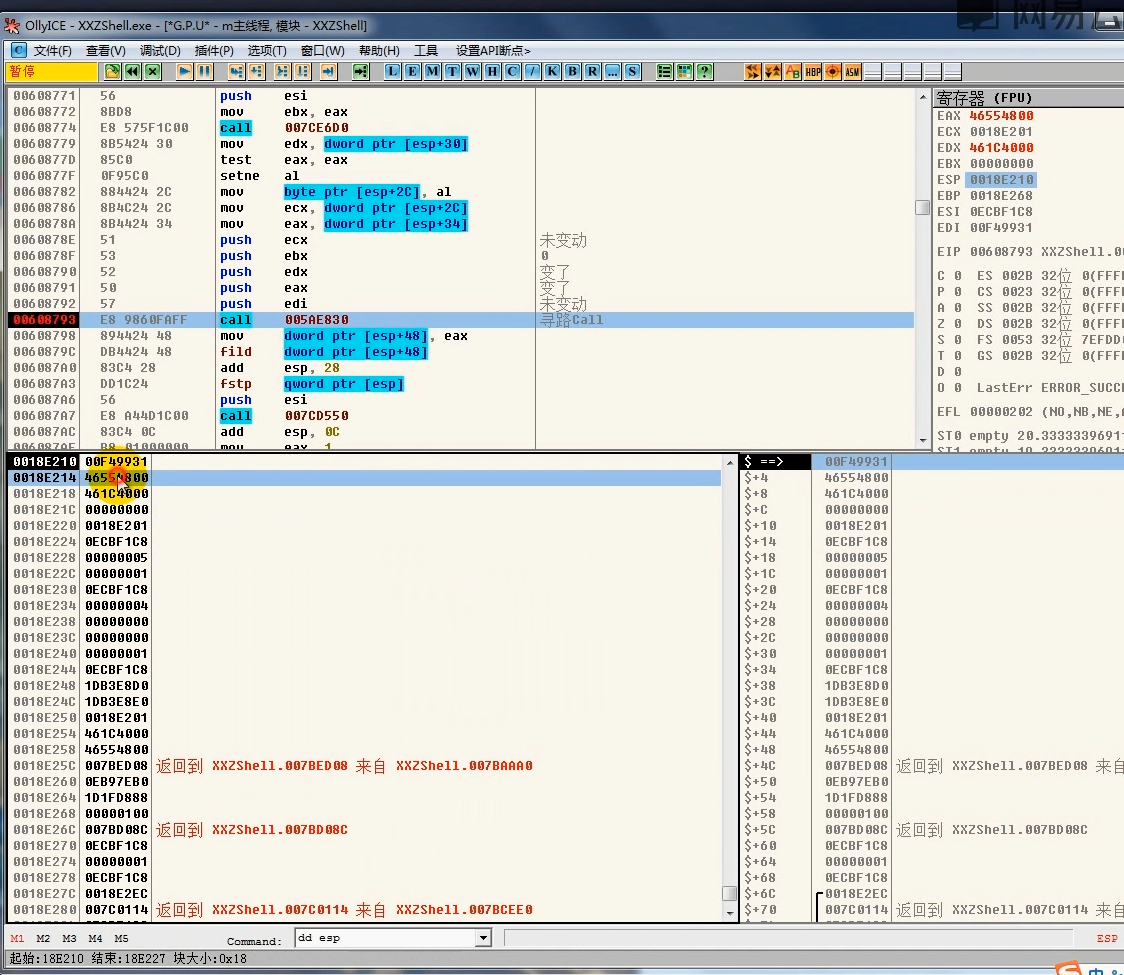 网易
OllyICE - XXZShell.exe - [*G.P.U* - m主线程, 模块 - XXZShell]
C 文件(F) 查看(V) 调试(D) 插件(P) 选项(T) 窗口(W) 帮助(H) 工具 设置API断点>
暂停 L E M T W H C / K B R ... S ? HBP ASM
00608771 56 push esi
00608772 8BD8 mov ebx, eax
00608774 E8 575F1C00 call 007CE6D0
00608779 8B5424 30 mov edx, dword ptr [esp+30]
0060877D 85C0 test eax, eax
0060877F 0F95C0 setne al
00608782 884424 2C mov byte ptr [esp+2C], al
00608786 8B4C24 2C mov ecx, dword ptr [esp+2C]
0060878A 8B4424 34 mov eax, dword ptr [esp+34]
0060878E 51 push ecx 未变动
0060878F 53 push ebx 0
00608790 52 push edx 变了
00608791 50 push eax 变了
00608792 57 push edi 未变动
00608793 E8 9860FAFF call 005AE830 寻路Call
00608798 894424 48 mov dword ptr [esp+48], eax
0060879C DB4424 48 fild dword ptr [esp+48]
006087A0 83C4 28 add esp, 28
006087A3 DD1C24 fstp qword ptr [esp]
006087A6 56 push esi
006087A7 E8 A44D1C00 call 007CD550
006087AC 83C4 0C add esp, 0C
006087AF B8 01000000 mov eax, 1
寄存器 (FPU)
EAX 46554800
ECX 0018E201
EDX 461C4000
EBX 00000000
ESP 0018E210
EBP 0018E268
ESI 0ECBF1C8
EDI 00F49931
EIP 00608793 XXZShell.00
C 0 ES 002B 32位 0(FFFF
P 0 CS 0023 32位 0(FFFF
A 0 SS 002B 32位 0(FFFF
Z 0 DS 002B 32位 0(FFFF
S 0 FS 0053 32位 7EFDD
T 0 GS 002B 32位 0(FFFF
D 0
O 0 LastErr ERROR_SUCC
EFL 00000202 (NO,NB,NE,A
ST0 empty 20.3333339691
0018E210 00F49931
0018E214 46554800
0018E218 461C4000
0018E21C 00000000
0018E220 0018E201
0018E224 0ECBF1C8
0018E228 00000005
0018E22C 00000001
0018E230 0ECBF1C8
0018E234 00000004
0018E238 00000000
0018E23C 00000000
0018E240 00000001
0018E244 0ECBF1C8
0018E248 1DB3E8D0
0018E24C 1DB3E8E0
0018E250 0018E201
0018E254 461C4000
0018E258 46554800
0018E25C 007BED08 返回到 XXZShell.007BED08 来自 XXZShell.007BAAA0
0018E260 0EB97EB0
0018E264 1D1FD888
0018E268 00000100
0018E26C 007BD08C 返回到 XXZShell.007BD08C
0018E270 0ECBF1C8
0018E274 00000001
0018E278 0ECBF1C8
0018E27C 0018E2EC
0018E280 007C0114 返回到 XXZShell.007C0114 来自 XXZShell.007BCEE0
$ ==> 00F49931
$+4 46554800
$+8 461C4000
$+C 00000000
$+10 0018E201
$+14 0ECBF1C8
$+18 00000005
$+1C 00000001
$+20 0ECBF1C8
$+24 00000004
$+28 00000000
$+2C 00000000
$+30 00000001
$+34 0ECBF1C8
$+38 1DB3E8D0
$+3C 1DB3E8E0
$+40 0018E201
$+44 461C4000
$+48 46554800
$+4C 007BED08 返回到 XXZShell.007BED08 来自
$+50 0EB97EB0
$+54 1D1FD888
$+58 00000100
$+5C 007BD08C 返回到 XXZShell.007BD08C
$+60 0ECBF1C8
$+64 00000001
$+68 0ECBF1C8
$+6C 0018E2EC
$+70 007C0114 返回到 XXZShell.007C0114 来自
M1 M2 M3 M4 M5 Command: dd esp ESP
起始:18E210 结束:18E227 块大小:0x18